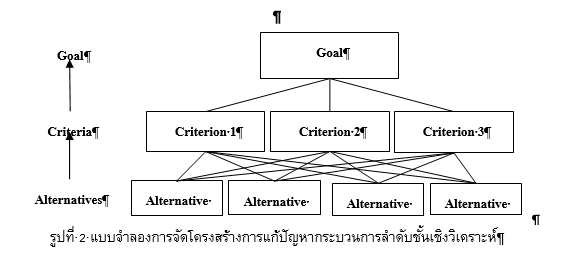 ¶
Goal¶
Goal¶
Criteria¶
Criterion·1¶
Criterion·2¶
Criterion·3¶
Alternatives¶
Alternative·
Alternative·
Alternative·
Alternative·
¶
รูปที่·2·แบบจำลองการจัดโครงสร้างการแก้ปัญหากระบวนการลำดับชั้นเชิงวิเคราะห์¶